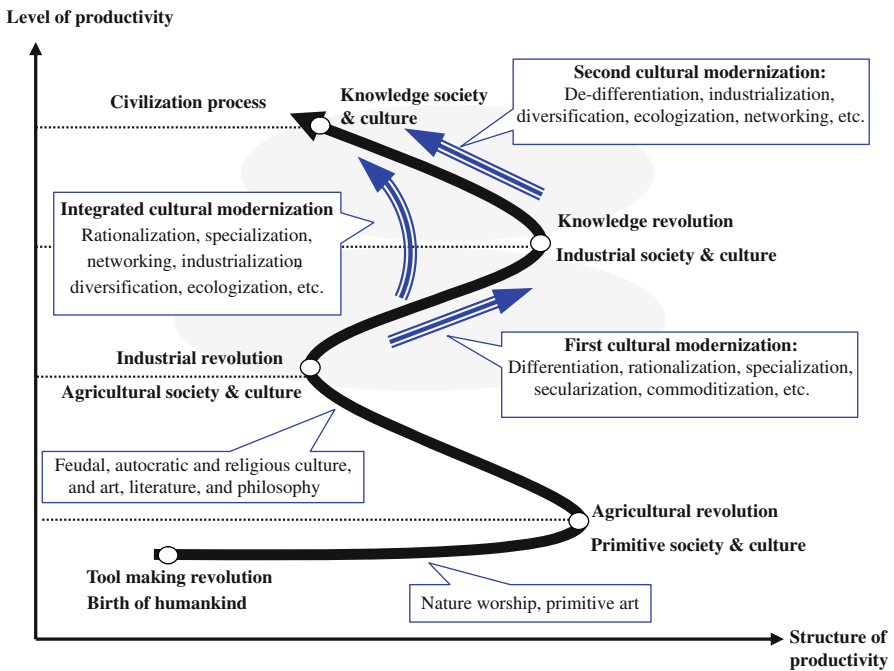 Level of productivity
Second cultural modernization:
De-differentiation, industrialization,
diversification, ecologization, networking, etc.
Civilization process
Knowledge society
& culture
Integrated cultural modernization
Rationalization, specialization,
networking, industrialization,
diversification, ecologization, etc.
Knowledge revolution
Industrial society & culture
First cultural modernization:
Differentiation, rationalization, specialization,
secularization, commoditization, etc.
Industrial revolution
Agricultural society & culture
Feudal, autocratic and religious culture,
and art, literature, and philosophy
Agricultural revolution
Primitive society & culture
Tool making revolution
Birth of humankind
Nature worship, primitive art
Structure of
productivity